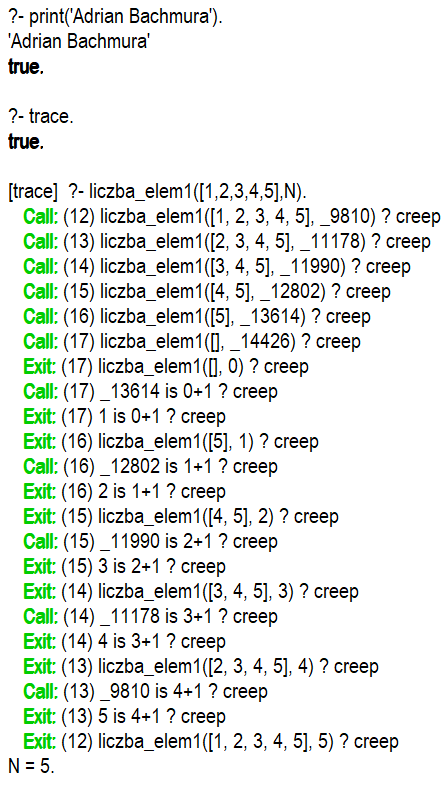 ?- print('Adrian Bachmura').
'Adrian Bachmura'
true.
?- trace.
true.
[trace]  ?- liczba_elem1([1,2,3,4,5],N).
Call: (12) liczba_elem1([1, 2, 3, 4, 5], _9810) ? creep
Call: (13) liczba_elem1([2, 3, 4, 5], _11178) ? creep
Call: (14) liczba_elem1([3, 4, 5], _11990) ? creep
Call: (15) liczba_elem1([4, 5], _12802) ? creep
Call: (16) liczba_elem1([5], _13614) ? creep
Call: (17) liczba_elem1([], _14426) ? creep
Exit: (17) liczba_elem1([], 0) ? creep
Call: (17) _13614 is 0+1 ? creep
Exit: (17) 1 is 0+1 ? creep
Exit: (16) liczba_elem1([5], 1) ? creep
Call: (16) _12802 is 1+1 ? creep
Exit: (16) 2 is 1+1 ? creep
Exit: (15) liczba_elem1([4, 5], 2) ? creep
Call: (15) _11990 is 2+1 ? creep
Exit: (15) 3 is 2+1 ? creep
Exit: (14) liczba_elem1([3, 4, 5], 3) ? creep
Call: (14) _11178 is 3+1 ? creep
Exit: (14) 4 is 3+1 ? creep
Exit: (13) liczba_elem1([2, 3, 4, 5], 4) ? creep
Call: (13) _9810 is 4+1 ? creep
Exit: (13) 5 is 4+1 ? creep
Exit: (12) liczba_elem1([1, 2, 3, 4, 5], 5) ? creep
N = 5.